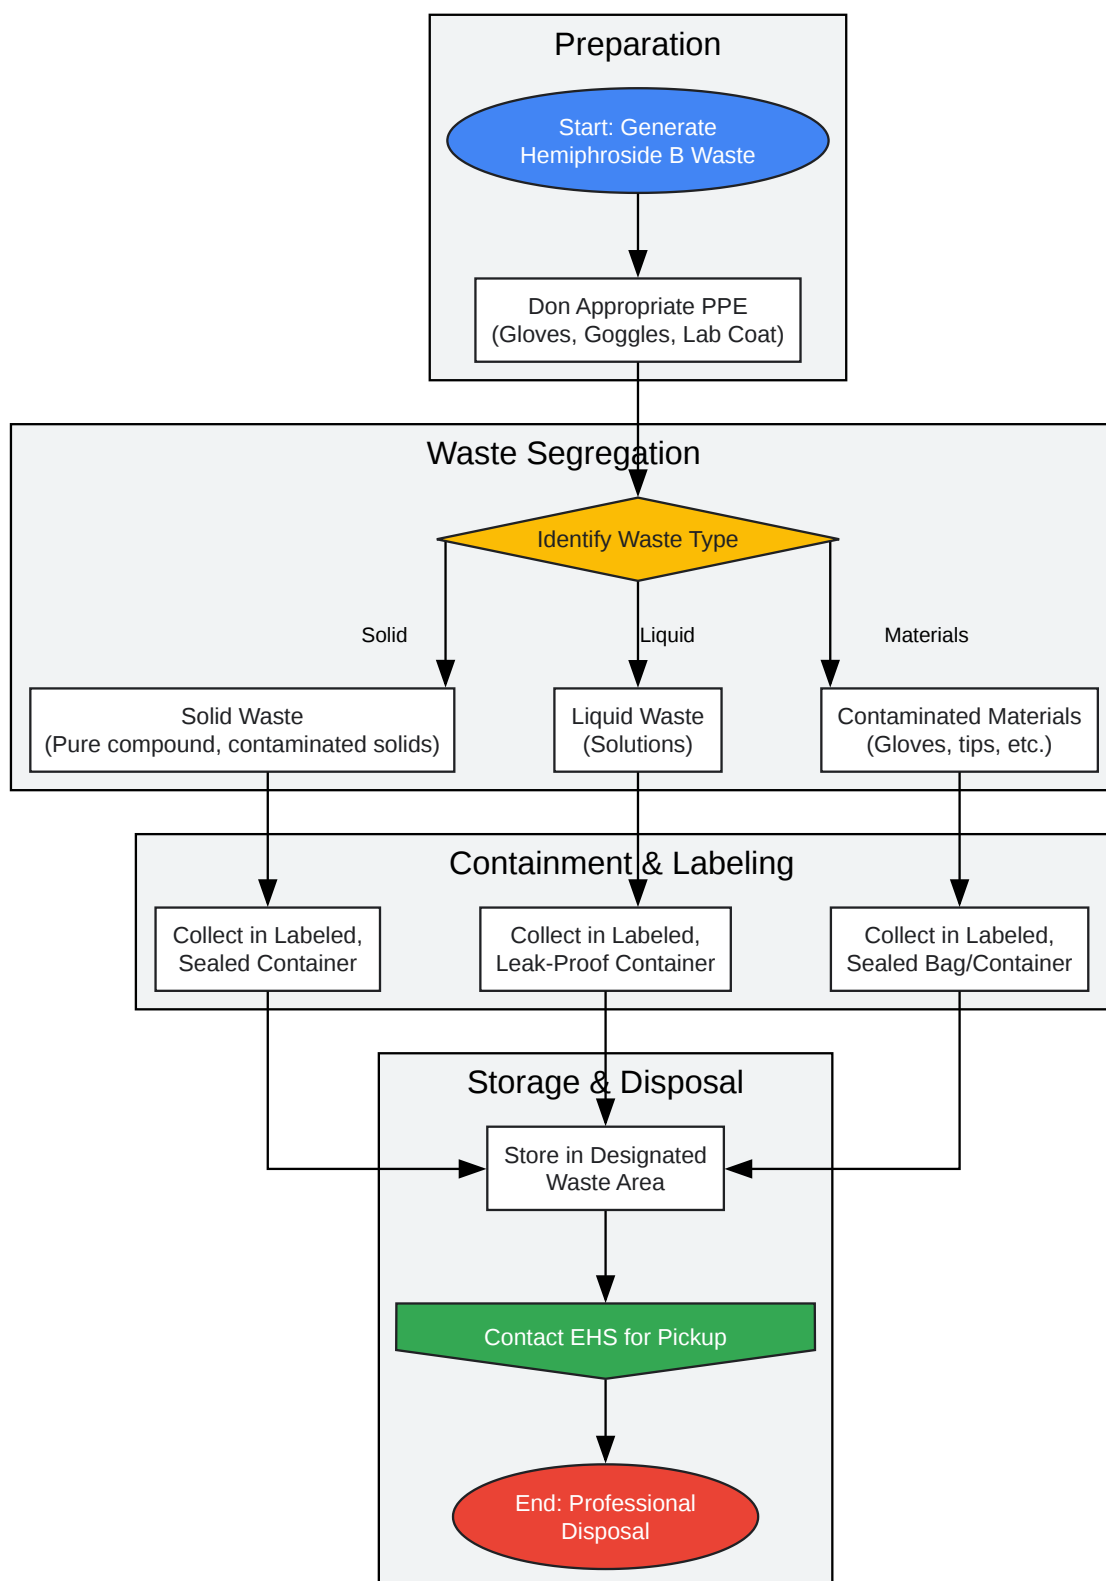 Preparation
Start: Generate
Hemiphroside B Waste
Don Appropriate PPE
(Gloves, Goggles, Lab Coat)
Waste Segregation
Identify Waste Type
Solid
Liquid
Materials
Solid Waste
(Pure compound, contaminated solids)
Liquid Waste
(Solutions)
Contaminated Materials
(Gloves, tips, etc.)
Containment & Labeling
Collect in Labeled,
Sealed Container
Collect in Labeled,
Leak-Proof Container
Collect in Labeled,
Sealed Bag/Container
Storage & Disposal
Store in Designated
Waste Area
Contact EHS for Pickup
End: Professional
Disposal